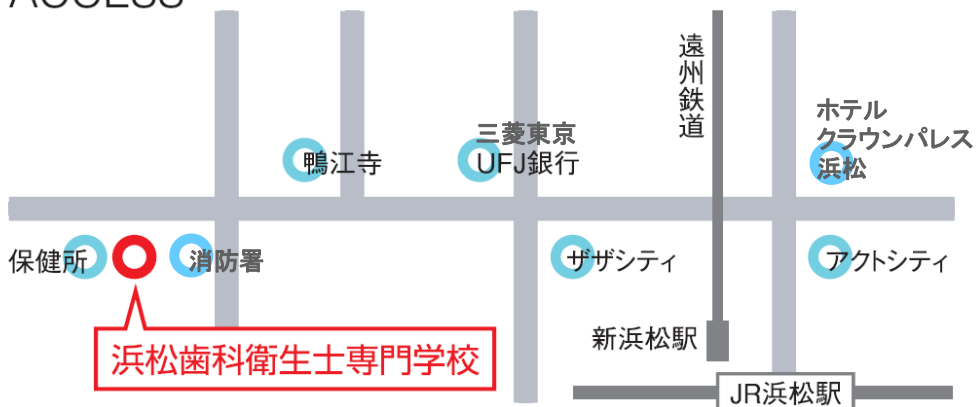 ACCESS
遠州鉄道
ホテル
クラウンパレス
浜松
三菱東京
UFJ銀行
鴨江寺
保健所
消防署
ザザシティ
アクトシティ
新浜松駅
浜松歯科衛生士専門学校
JR浜松駅